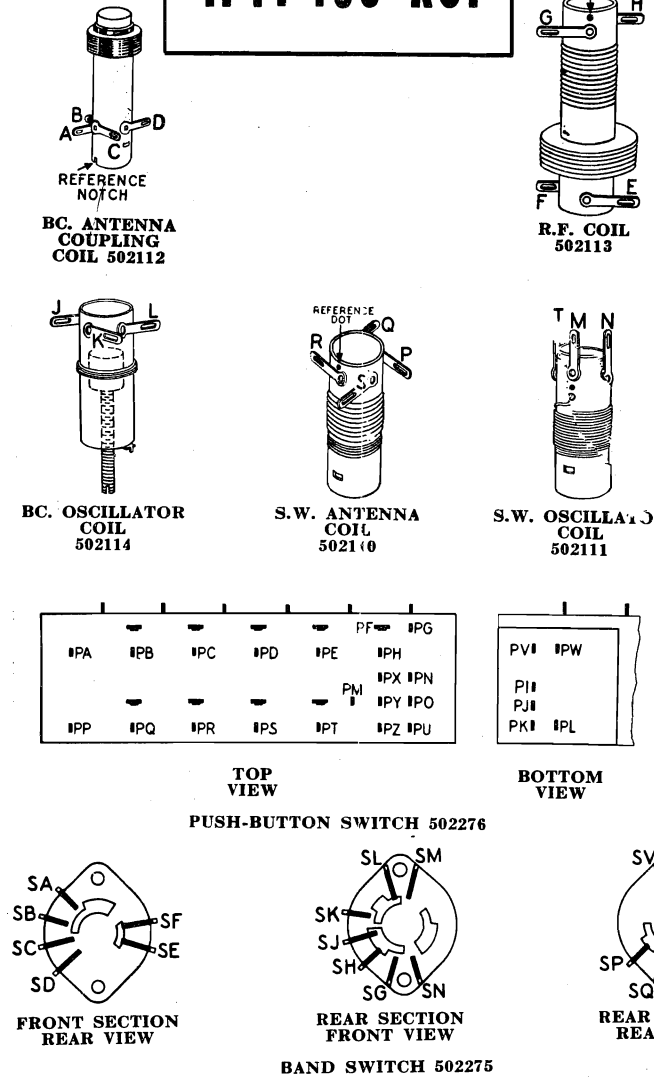 G H
B
A D
C
REFERENCE
NOTCH
BC. ANTENNA
COUPLING
COIL 502112
F E
R.F. COIL
502113
J L
K
BC. OSCILLATOR
COIL
502114
REFERENCE
DOT
Q
R P
S
S.W. ANTENNA
COIL
T M N
S.W.
COIL
502111
PF PG
PA PB PC PD PE PH
PX PN
PM
PY PO
PP PQ PR PS PT PZ PU
TOP
VIEW
PV PW
PI
PJ
PK PL
BOTTOM
VIEW
PUSH-BUTTON SWITCH 502276
SA
SB
SC
SD
SF
SE
FRONT SECTION
REAR VIEW
SL SM
SK
SJ
SH
SG SN
REAR SECTION
FRONT VIEW
SV
SP
SQ
REAR
BAND SWITCH 502275